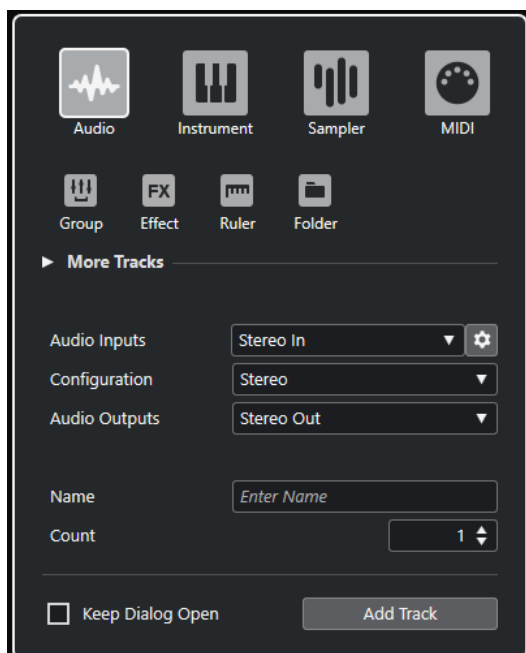 Audio Instrument Sampler MIDI
FX
Group Effect Ruler Folder
More Tracks
Audio Inputs Stereo In
Configuration Stereo
Audio Outputs Stereo Out
Name Enter Name
Count 1
Keep Dialog Open Add Track